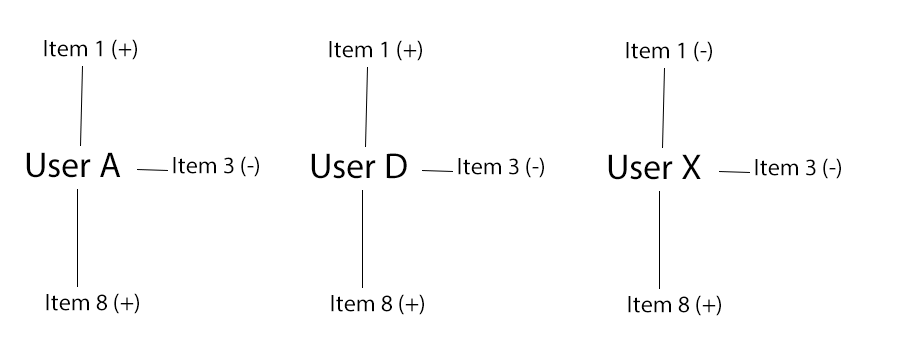 Item 1 (+)
Item 1 (+)
Item 1 (-)
User A
Item 3 (-)
User D
Item 3 (-)
User X
Item 3 (-)
Item 8 (+)
Item 8 (+)
Item 8 (+)